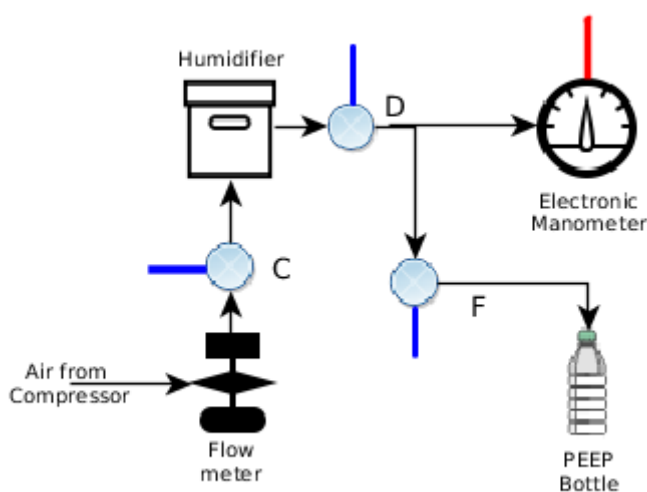 Humidifier
D
Electronic
Manometer
C
F
Air from
Compressor
Flow
meter
PEEP
Bottle